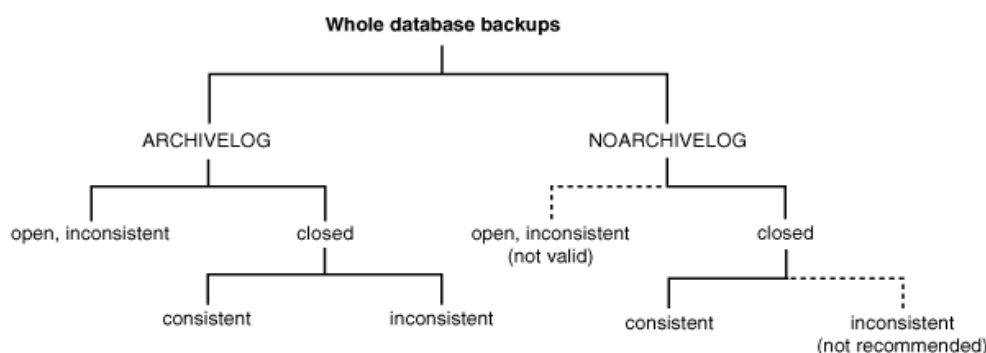 Whole database backups
ARCHIVELOG NOARCHIVELOG
open, inconsistent closed open, inconsistent closed
(not valid)
consistent inconsistent consistent inconsistent
(not recommended)